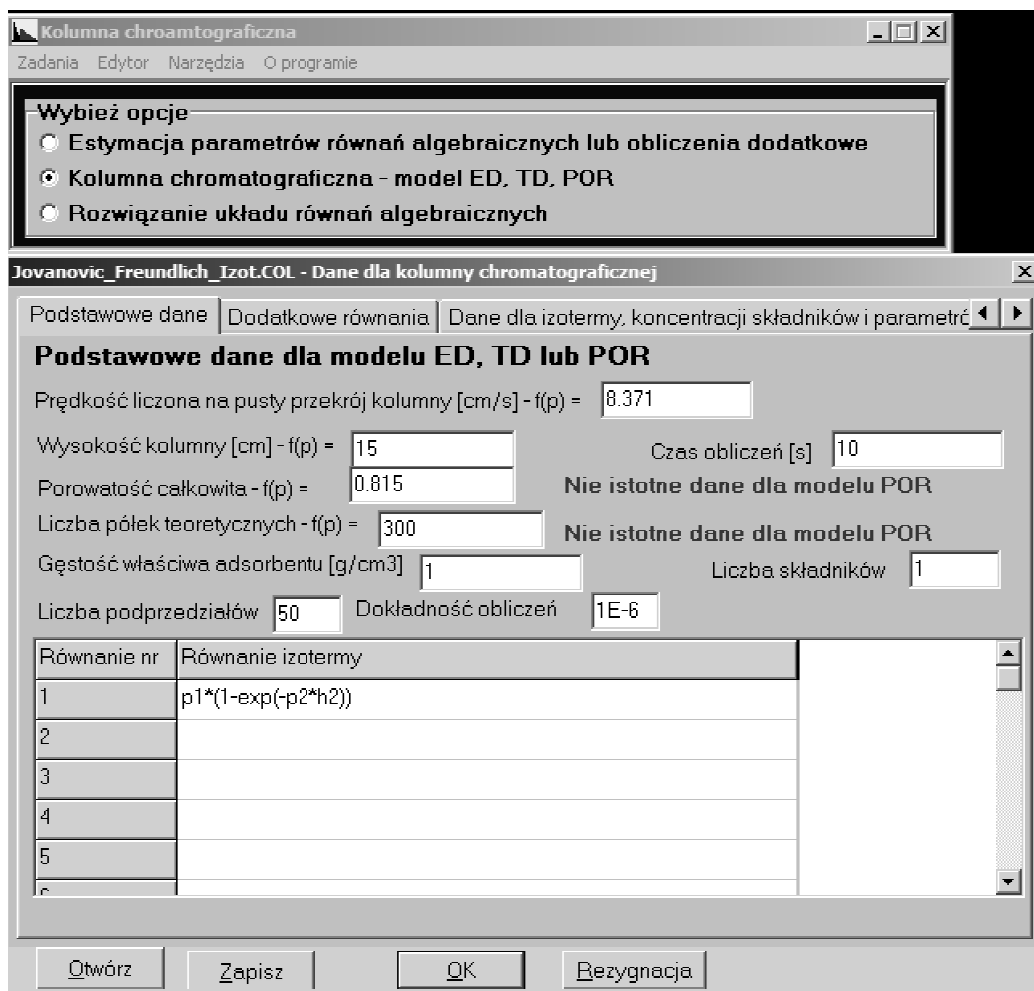 Kolumna chroamtograficzna
Zadania Edytor Narzędzia O programie
Wybież opcje
Estymacja parametrów równań algebraicznych lub obliczenia dodatkowe
Kolumna chromatograficzna - model ED, TD, POR
Rozwiązanie układu równań algebraicznych
Jovanovic_Freundlich_Izot.COL - Dane dla kolumny chromatograficznej
Podstawowe dane Dodatkowe równania Dane dla izotermy, koncentracji składników i parametró
Podstawowe dane dla modelu ED, TD lub POR
Prędkość liczona na pusty przekrój kolumny [cm/s] - f(p) = 8.371
Wysokość kolumny [cm] - f(p) = 15 Czas obliczeń [s] 10
Porowatość całkowita - f(p) = 0.815 Nie istotne dane dla modelu POR
Liczba półek teoretycznych - f(p) = 300 Nie istotne dane dla modelu POR
Gęstość właściwa adsorbentu [g/cm3] 1 Liczba składników 1
Liczba podprzedziałów 50 Dokładność obliczeń 1E-6
Równanie nr Równanie izotermy
1 p1*(1-exp(-p2*h2))
2
3
4
5
Otwórz Zapisz OK Rezygnacja